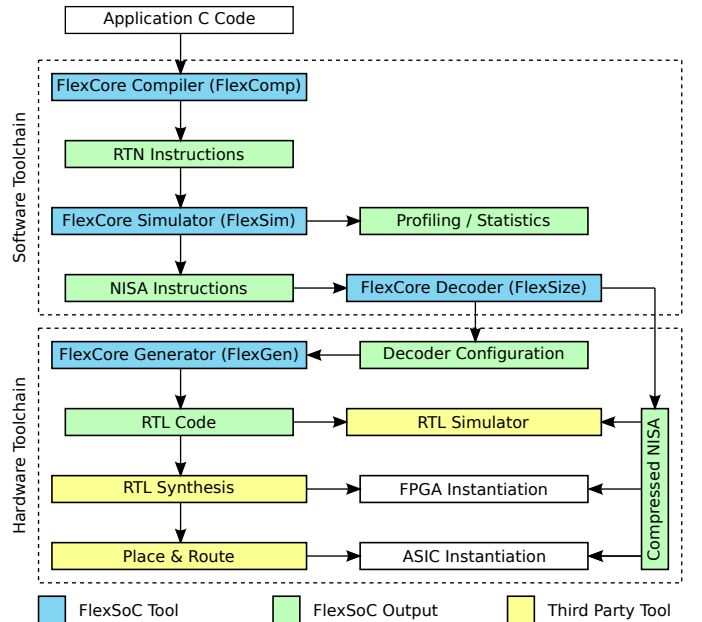 Application C Code
Software Toolchain
FlexCore Compiler (FlexComp)
RTN Instructions
FlexCore Simulator (FlexSim)
Profiling / Statistics
NISA Instructions
FlexCore Decoder (FlexSize)
Hardware Toolchain
FlexCore Generator (FlexGen)
Decoder Configuration
RTL Code
RTL Simulator
Compressed NISA
RTL Synthesis
FPGA Instantiation
Place & Route
ASIC Instantiation
FlexSoC Tool
FlexSoC Output
Third Party Tool